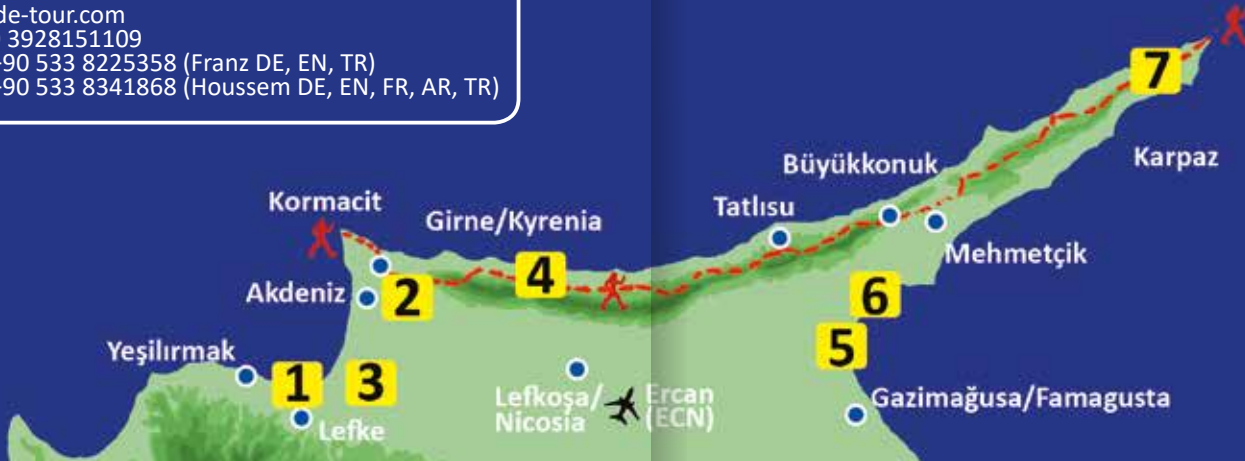 de-tour.com
3928151109
90 533 8225358 (Franz DE, EN, TR)
90 533 8341868 (Houssem DE, EN, FR, AR, TR)
7
Karpaz
Büyükkonuk
Tatlısu
Mehmetçik
Kormacit
Girne/Kyrenia
4
Akdeniz
2
6
5
Yeşilırmak
1
3
Lefke
Lefkoşa/
Nicosia
Ercan
(ECN)
Gazimağusa/Famagusta